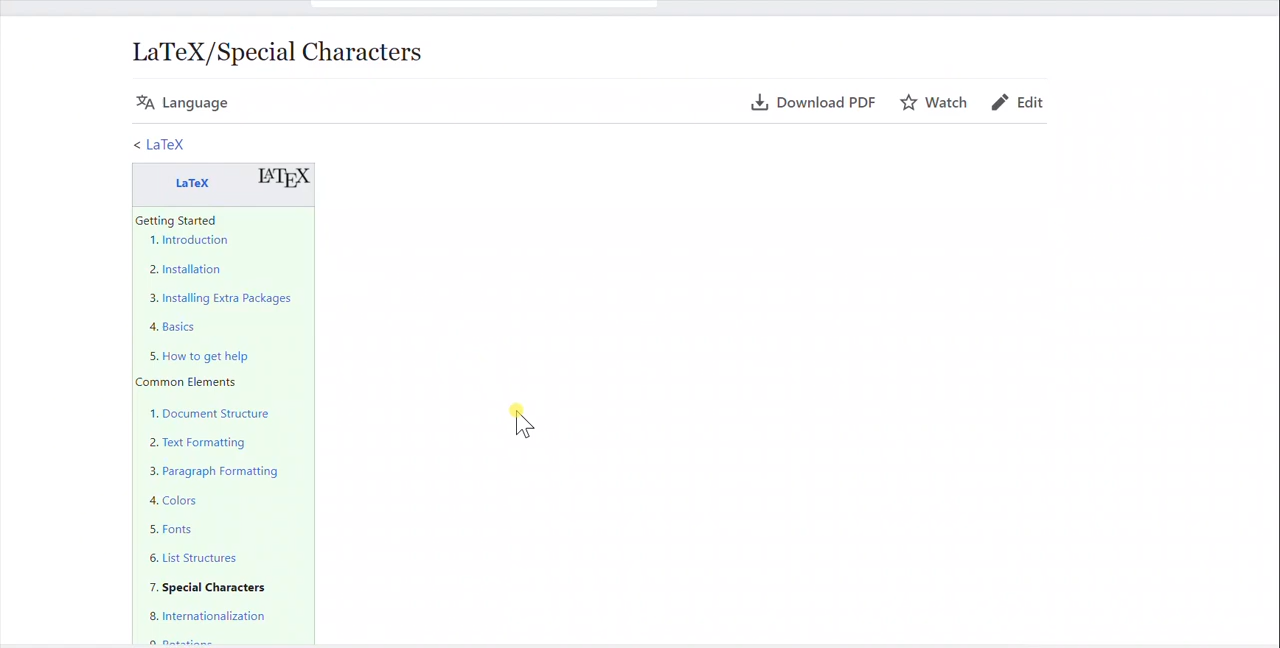 LaTeX/Special Characters
Language
Download PDF
Watch
Edit
< LaTeX
LaTeX
LATEX
Getting Started
1. Introduction
2. Installation
3. Installing Extra Packages
4. Basics
5. How to get help
Common Elements
1. Document Structure
2. Text Formatting
3. Paragraph Formatting
4. Colors
5. Fonts
6. List Structures
7. Special Characters
8. Internationalization
9. Rotations